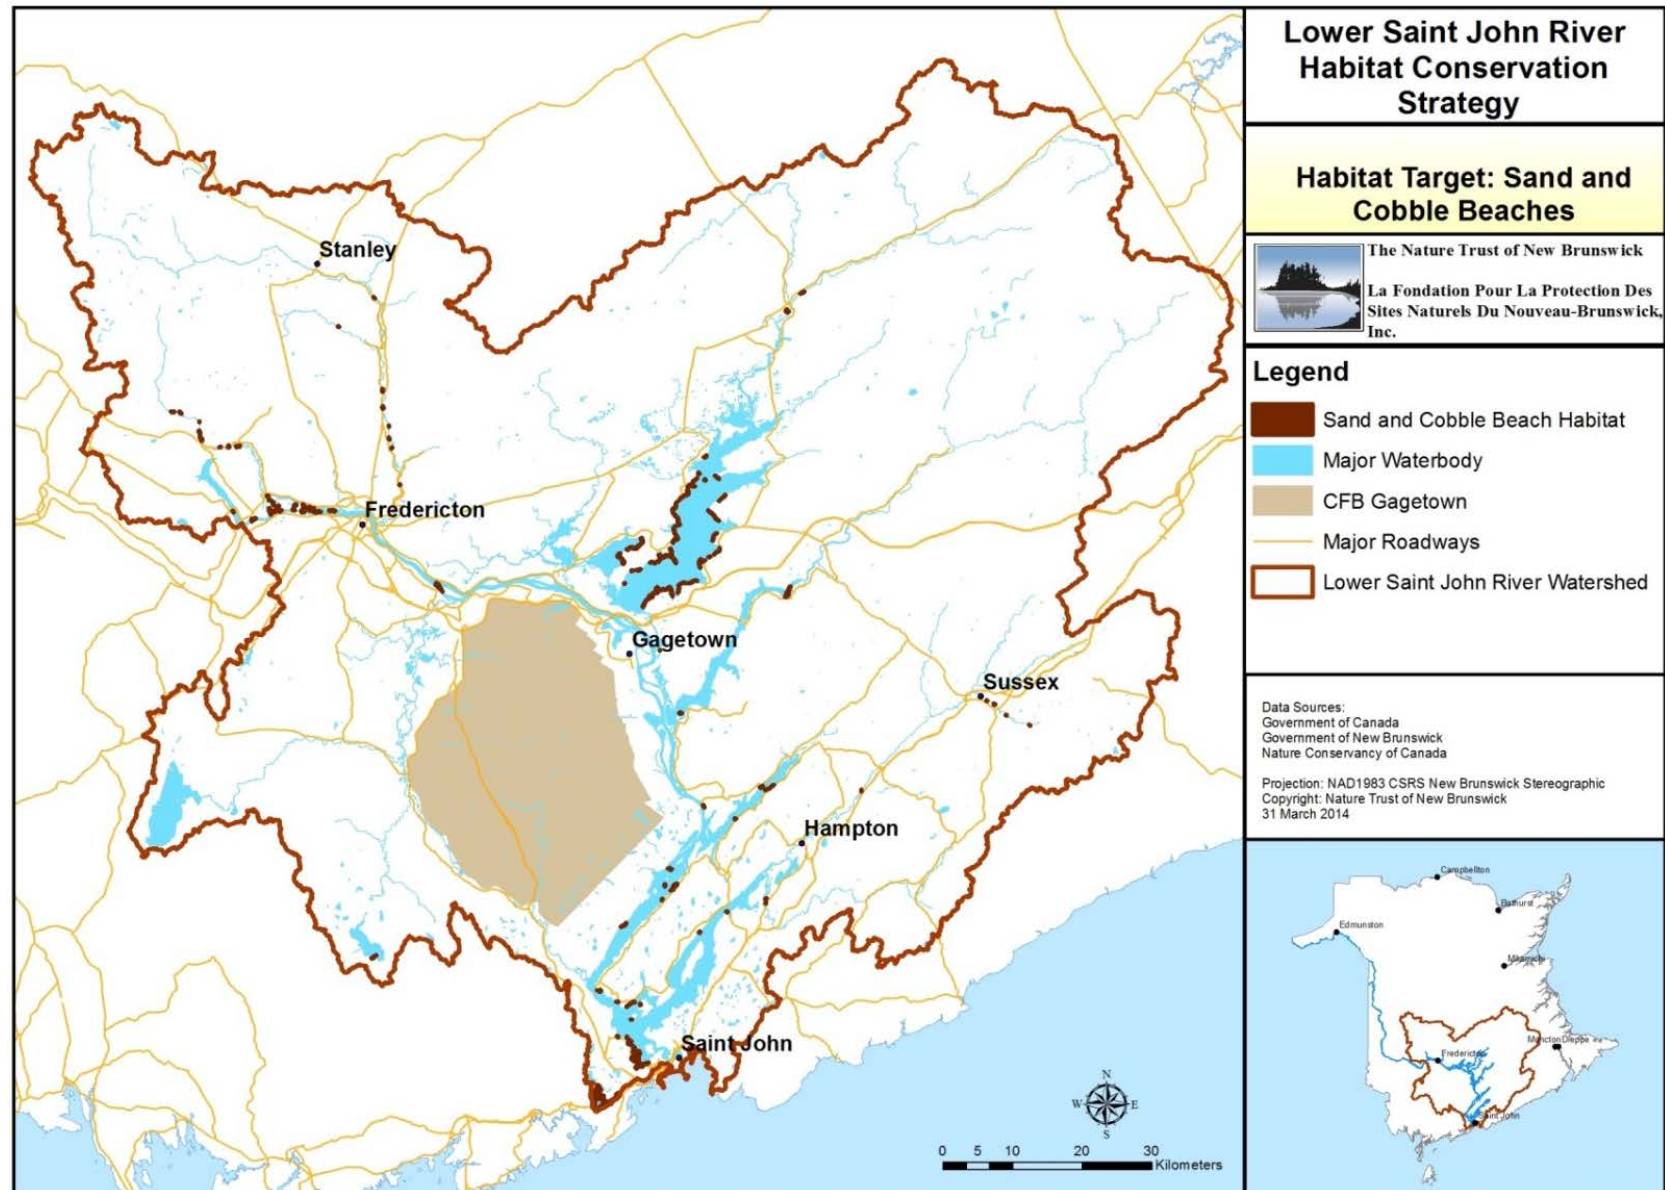 Lower Saint John River
Habitat Conservation
Strategy
Habitat Target: Sand and
Cobble Beaches
The Nature Trust of New Brunswick
La Fondation Pour La Protection Des
Sites Naturels Du Nouveau-Brunswick,
Inc.
Legend
Sand and Cobble Beach Habitat
Major Waterbody
CFB Gagetown
Major Roadways
Lower Saint John River Watershed
Data Sources:
Government of Canada
Government of New Brunswick
Nature Conservancy of Canada
Projection: NAD1983 CSRS New Brunswick Stereographic
Copyright: Nature Trust of New Brunswick
31 March 2014
Stanley
Fredericton
Gagetown
Sussex
Hampton
Saint John
N
W
E
S
0 5 10 20 30
Kilometers
Campbellton
Bathurst
Edmunston
Miramichi
Fredericton
Moncton
Dieppe
Saint John